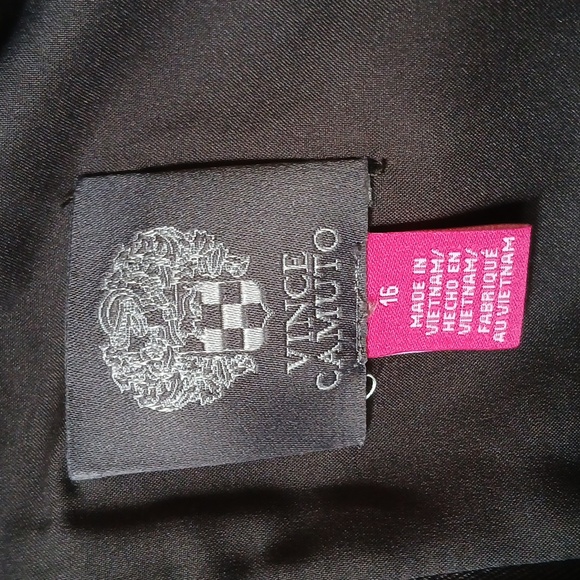 VINCE
CAMUTO
16
MADE IN
VIETNAM/
HECHO EN
VIETNAM/
FABRIQUÉ
AU VIETNAM